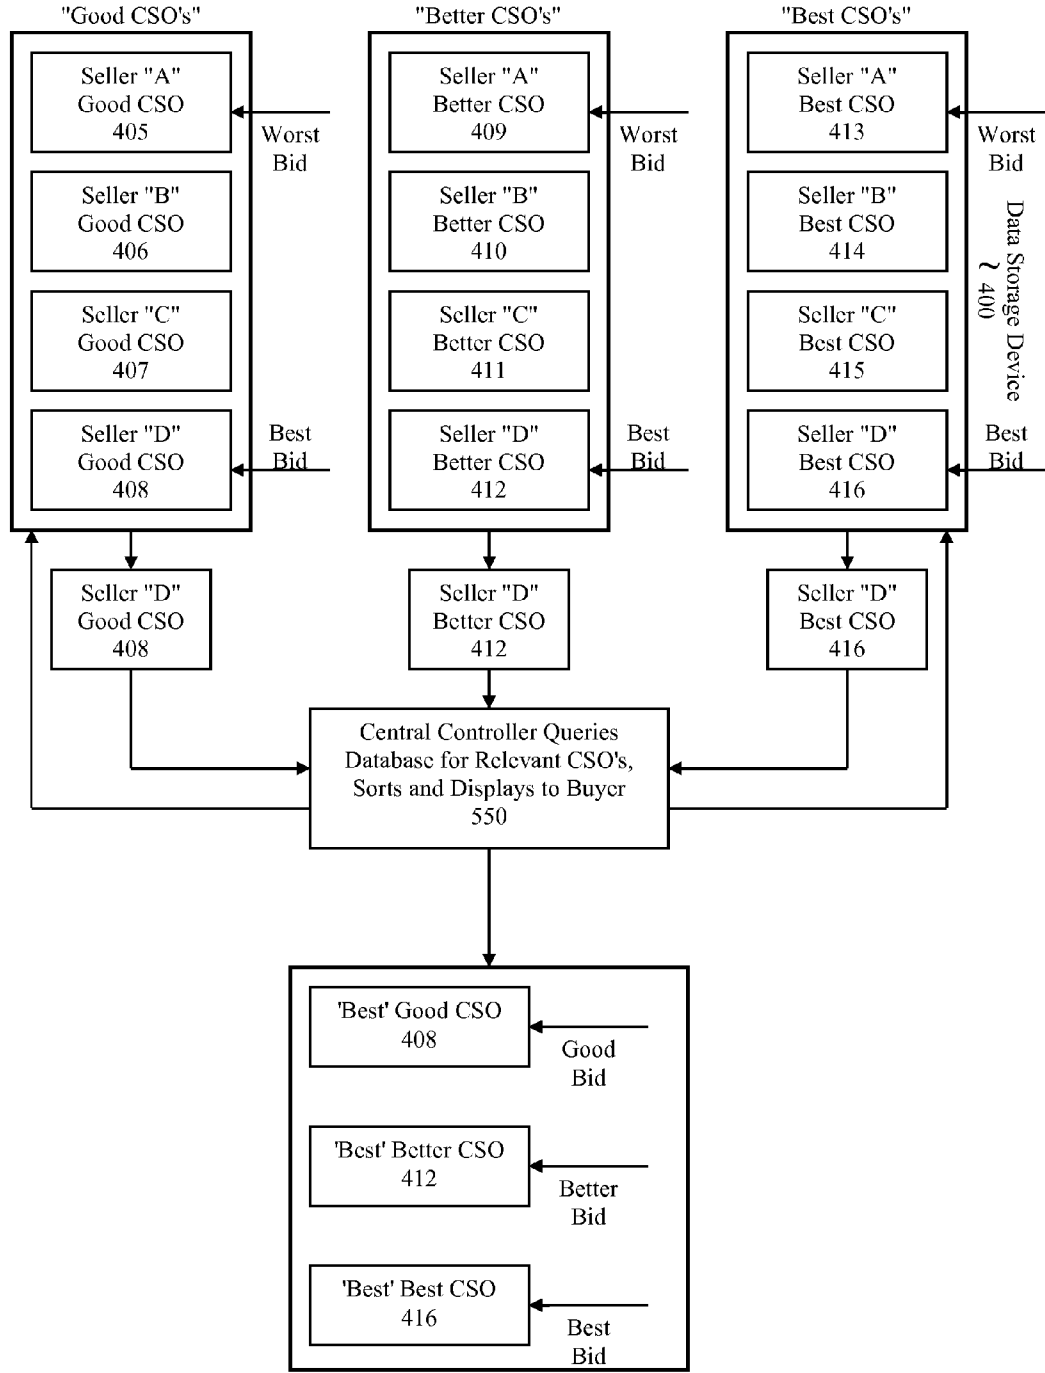 "Good CSO's"
Seller "A"
Good CSO
405
Worst
Bid
Seller "B"
Good CSO
406
Seller "C"
Good CSO
407
Seller "D"
Good CSO
408
Best
Bid
"Better CSO's"
Seller "A"
Better CSO
409
Worst
Bid
Seller "B"
Better CSO
410
Seller "C"
Better CSO
411
Seller "D"
Better CSO
412
Best
Bid
"Best CSO's"
Seller "A"
Best CSO
413
Worst
Bid
Seller "B"
Best CSO
414
Seller "C"
Best CSO
415
Seller "D"
Best CSO
416
Best
Bid
Data Storage Device
~ 400
Seller "D"
Good CSO
408
Seller "D"
Better CSO
412
Seller "D"
Best CSO
416
Central Controller Queries
Database for Relevant CSO's,
Sorts and Displays to Buyer
550
'Best' Good CSO
408
Good
Bid
'Best' Better CSO
412
Better
Bid
'Best' Best CSO
416
Best
Bid